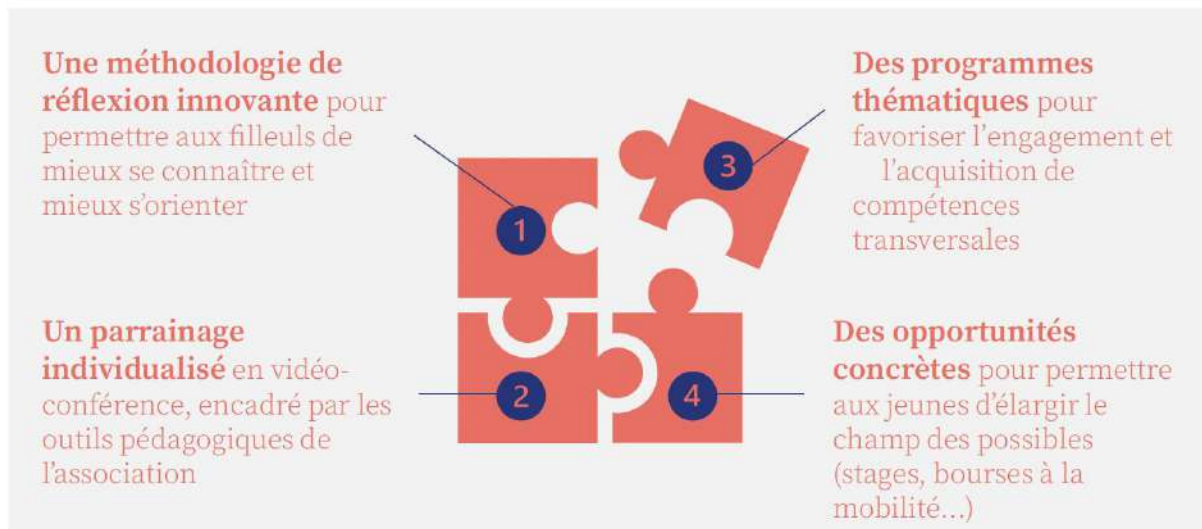 Une méthodologie de
réflexion innovante pour
permettre aux filleuls de
mieux se connaître et
mieux s’orienter
1
Un parrainage
individualisé en vidéo-
conférence, encadré par les
outils pédagogiques de
l’association
2
Des programmes
thématiques pour
favoriser l’engagement et
l’acquisition de
compétences
transversales
3
Des opportunités
concrètes pour permettre
aux jeunes d’élargir le
champ des possibles
(stages, bourses à la
mobilité…)
4